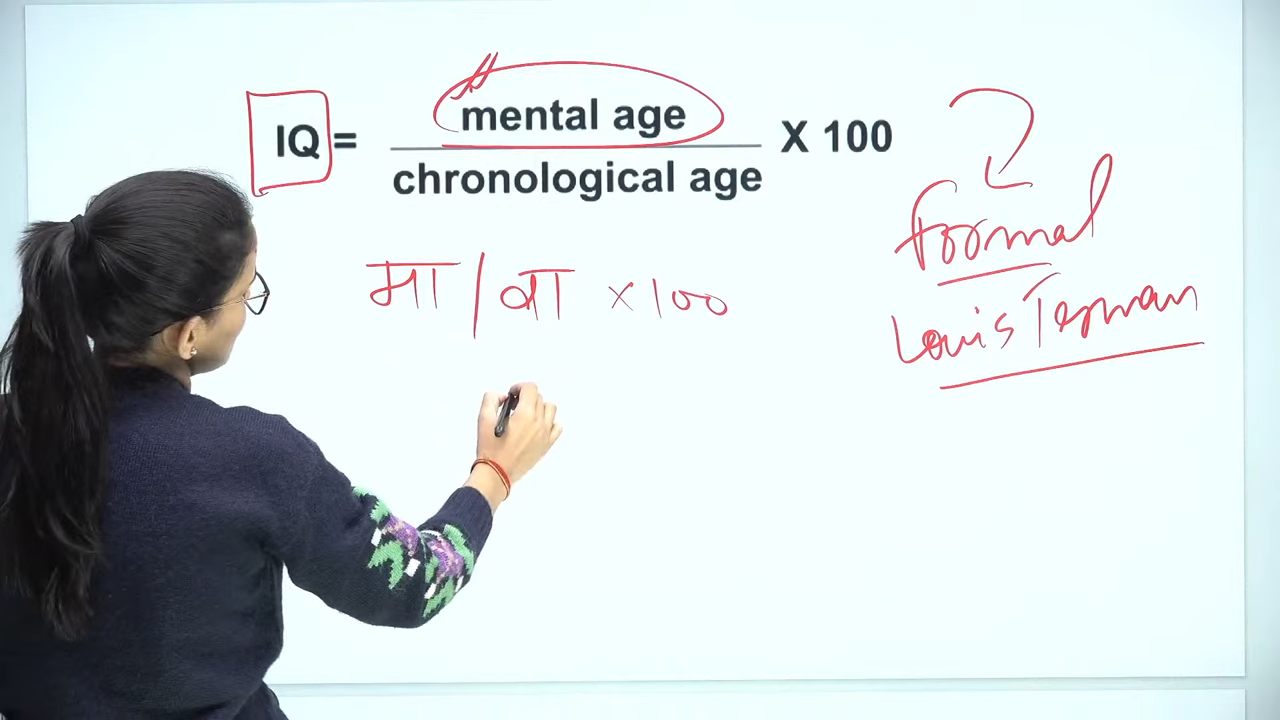 mental age
IQ = X 100
chronological age
Formal
मा / वा × 100
Louis Terman